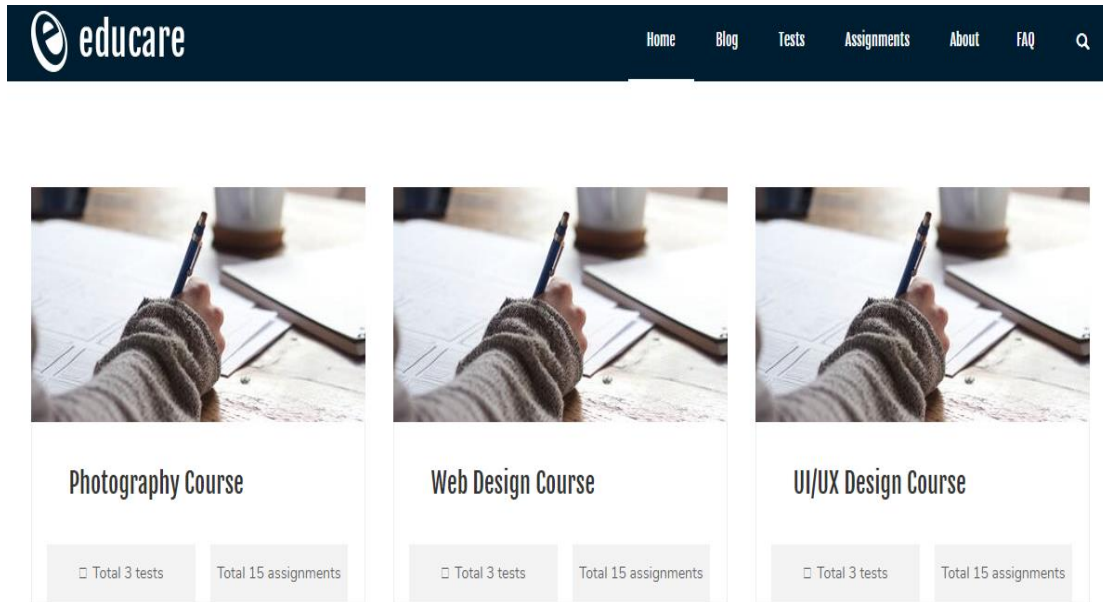 educare
Home Blog Tests Assignments About FAQ
Photography Course
Web Design Course
UI/UX Design Course
Total 3 tests
Total 15 assignments
Total 3 tests
Total 15 assignments
Total 3 tests
Total 15 assignments